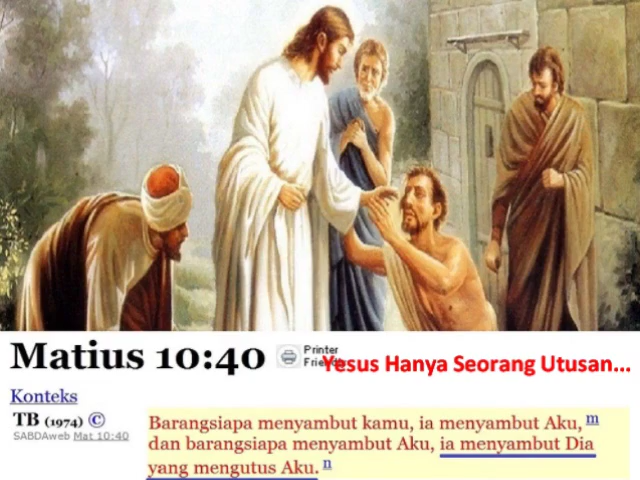 Matius 10:40
Printer
Friendly
Yesus Hanya Seorang Utusan...
Konteks
TB (1974) ©
SABDAweb Mat 10:40
Barangsiapa menyambut kamu, ia menyambut Aku, m
dan barangsiapa menyambut Aku, ia menyambut Dia
yang mengutus Aku. n